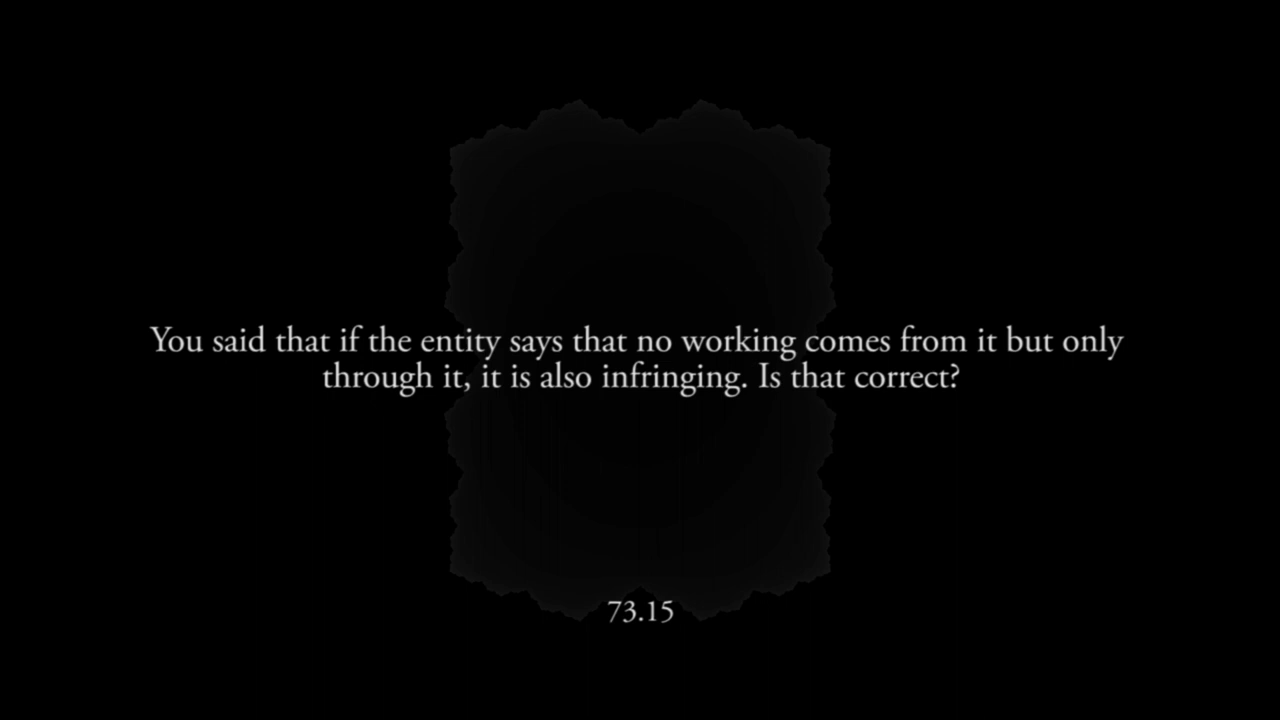 You said that if the entity says that no working comes from it but only
through it, it is also infringing. Is that correct?
73.15